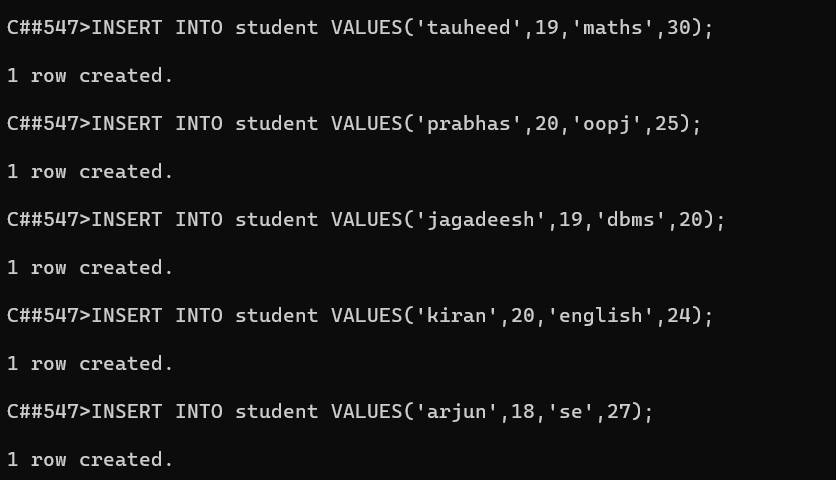 C##547>INSERT INTO student VALUES('tauheed',19,'maths',30);
1 row created.
C##547>INSERT INTO student VALUES('prabhas',20,'oopj',25);
1 row created.
C##547>INSERT INTO student VALUES('jagadeesh',19,'dbms',20);
1 row created.
C##547>INSERT INTO student VALUES('kiran',20,'english',24);
1 row created.
C##547>INSERT INTO student VALUES('arjun',18,'se',27);
1 row created.